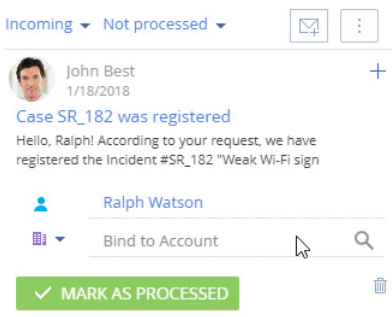 Incoming Not processed
John Best
1/18/2018
Case SR_182 was registered
Hello, Ralph! According to your request, we have
registered the Incident #SR_182 "Weak Wi-Fi sign
Ralph Watson
Bind to Account
MARK AS PROCESSED